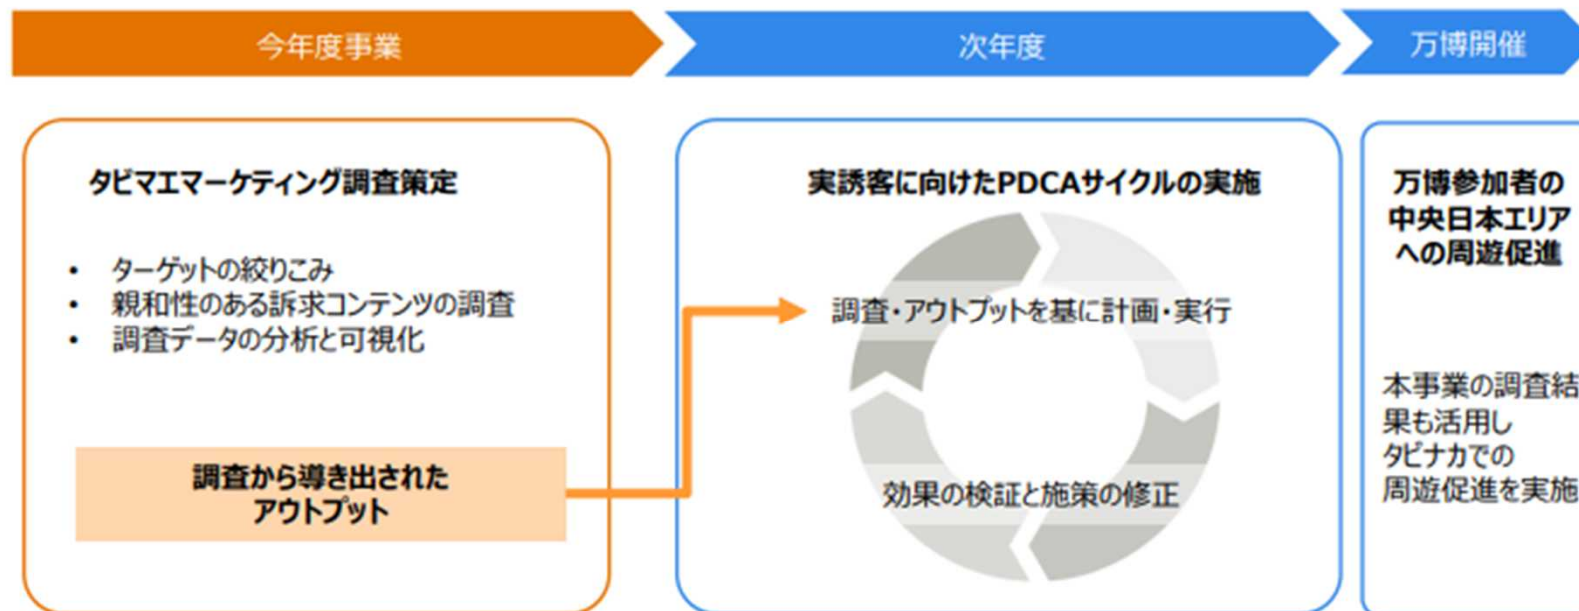 今年度事業
次年度
万博開催
タビマエマーケティング調査策定
• ターゲットの絞りこみ
• 親和性のある訴求コンテンツの調査
• 調査データの分析と可視化
調査から導き出された
アウトプット
実誘客に向けたPDCAサイクルの実施
調査・アウトプットを基に計画・実行
効果の検証と施策の修正
万博参加者の
中央日本エリア
への周遊促進
本事業の調査結
果も活用し
タビナカでの
周遊促進を実施